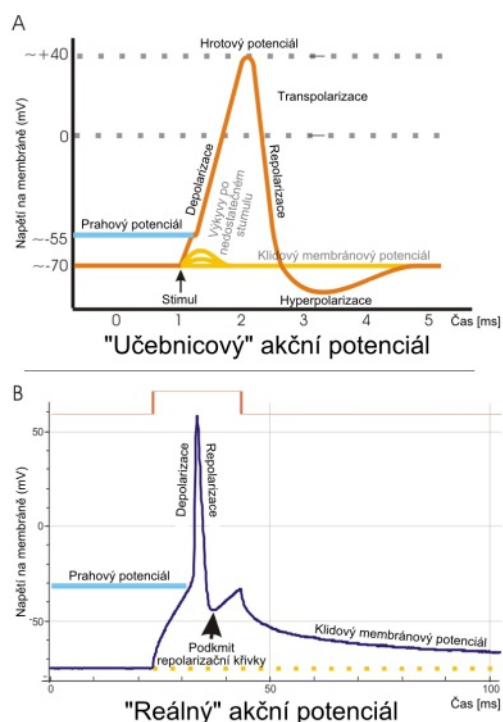 A
~+40
Hrotový potenciál
Transpolarizace
Napětí na membráně (mV)
0
Depolarizace
Repolarizace
Výkyvy po
nedostatečném
stumulu
Prahový potenciál
~-55
Klidový membránový potenciál
~-70
Stimul
Hyperpolarizace
0 1 2 3 4 5
Čas [ms]
"Učebnicový" akční potenciál
B
50
Napětí na membráně (mV)
Depolarizace
Repolarizace
0
Prahový potenciál
-50
Podkmit
repolarizační křivky
Klidový membránový potenciál
0 50 100
Čas [ms]
"Reálný" akční potenciál